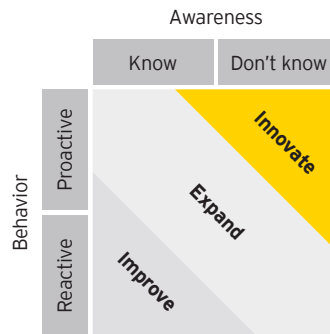 Awareness
Know
Don't know
Behavior
Proactive
Reactive
Innovate
Expand
Improve